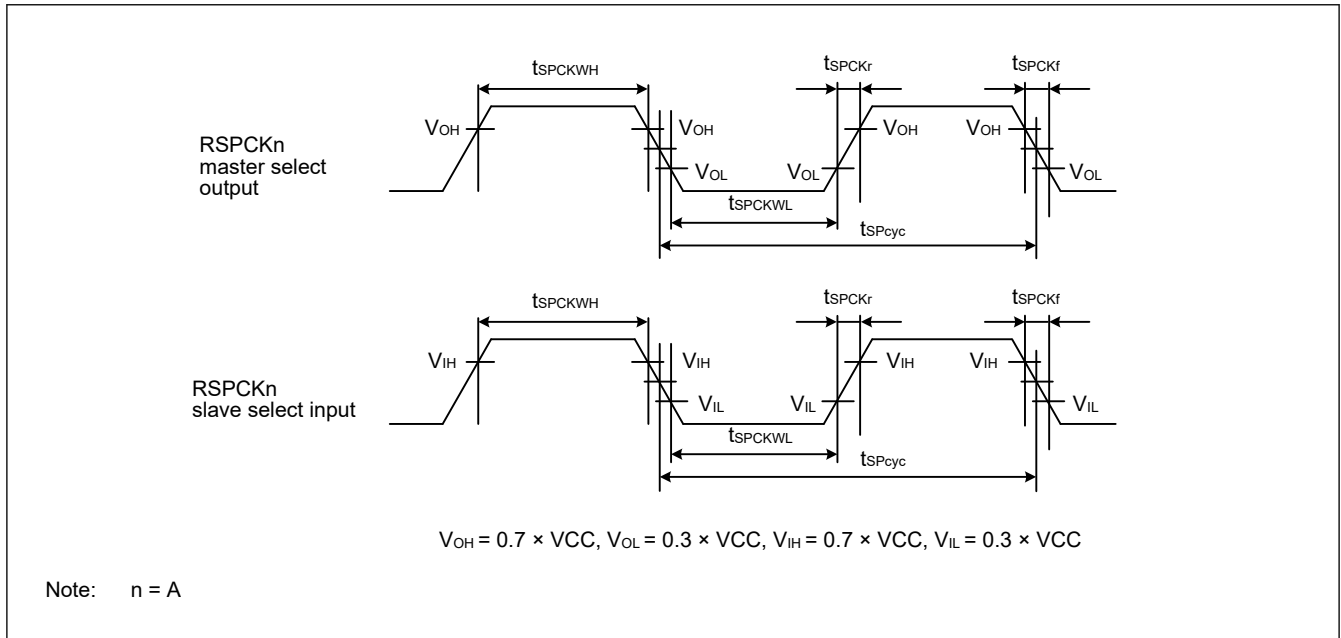 tSPCKWH
tSPCKr
tSPCKf
VOH
VOH
VOH
VOH
RSPCKn
master select
output
VOL
VOL
VOL
tSPCKWL
tSPcyc
tSPCKWH
tSPCKr
tSPCKf
VIH
VIH
VIH
VIH
RSPCKn
slave select input
VIL
VIL
VIL
tSPCKWL
tSPcyc
VOH = 0.7 × VCC, VOL = 0.3 × VCC, VIH = 0.7 × VCC, VIL = 0.3 × VCC
Note: n = A